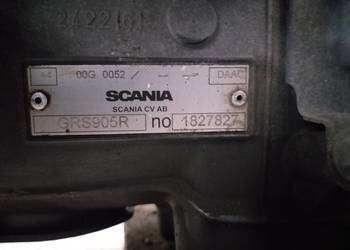 00G 0052 / - - DAAC
SCANIA
SCANIA CV AB
GRS905R no 1827827